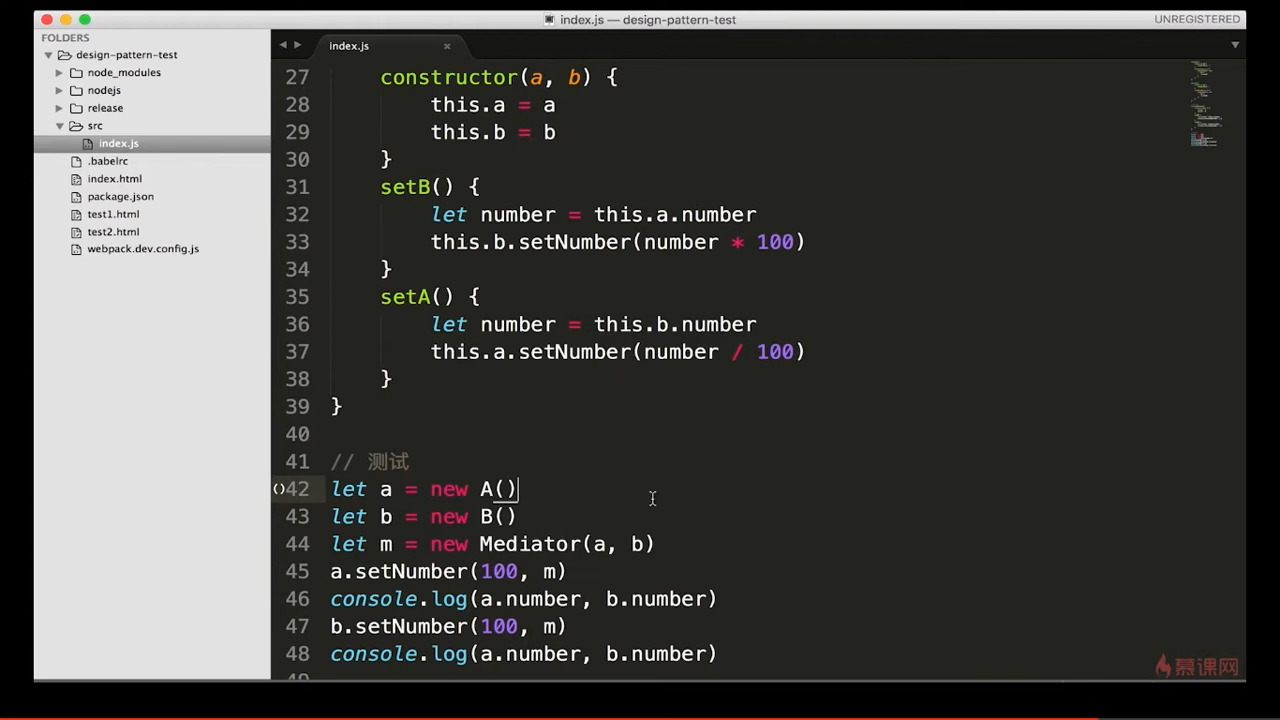 index.js — design-pattern-test
UNREGISTERED
FOLDERS
design-pattern-test
node_modules
nodejs
release
src
index.js
.babelrc
index.html
package.json
test1.html
test2.html
webpack.dev.config.js
index.js
27 constructor(a, b) {
28 this.a = a
29 this.b = b
30 }
31 setB() {
32 let number = this.a.number
33 this.b.setNumber(number * 100)
34 }
35 setA() {
36 let number = this.b.number
37 this.a.setNumber(number / 100)
38 }
39 }
40
41 // 测试
42 let a = new A()
43 let b = new B()
44 let m = new Mediator(a, b)
45 a.setNumber(100, m)
46 console.log(a.number, b.number)
47 b.setNumber(100, m)
48 console.log(a.number, b.number)
慕课网